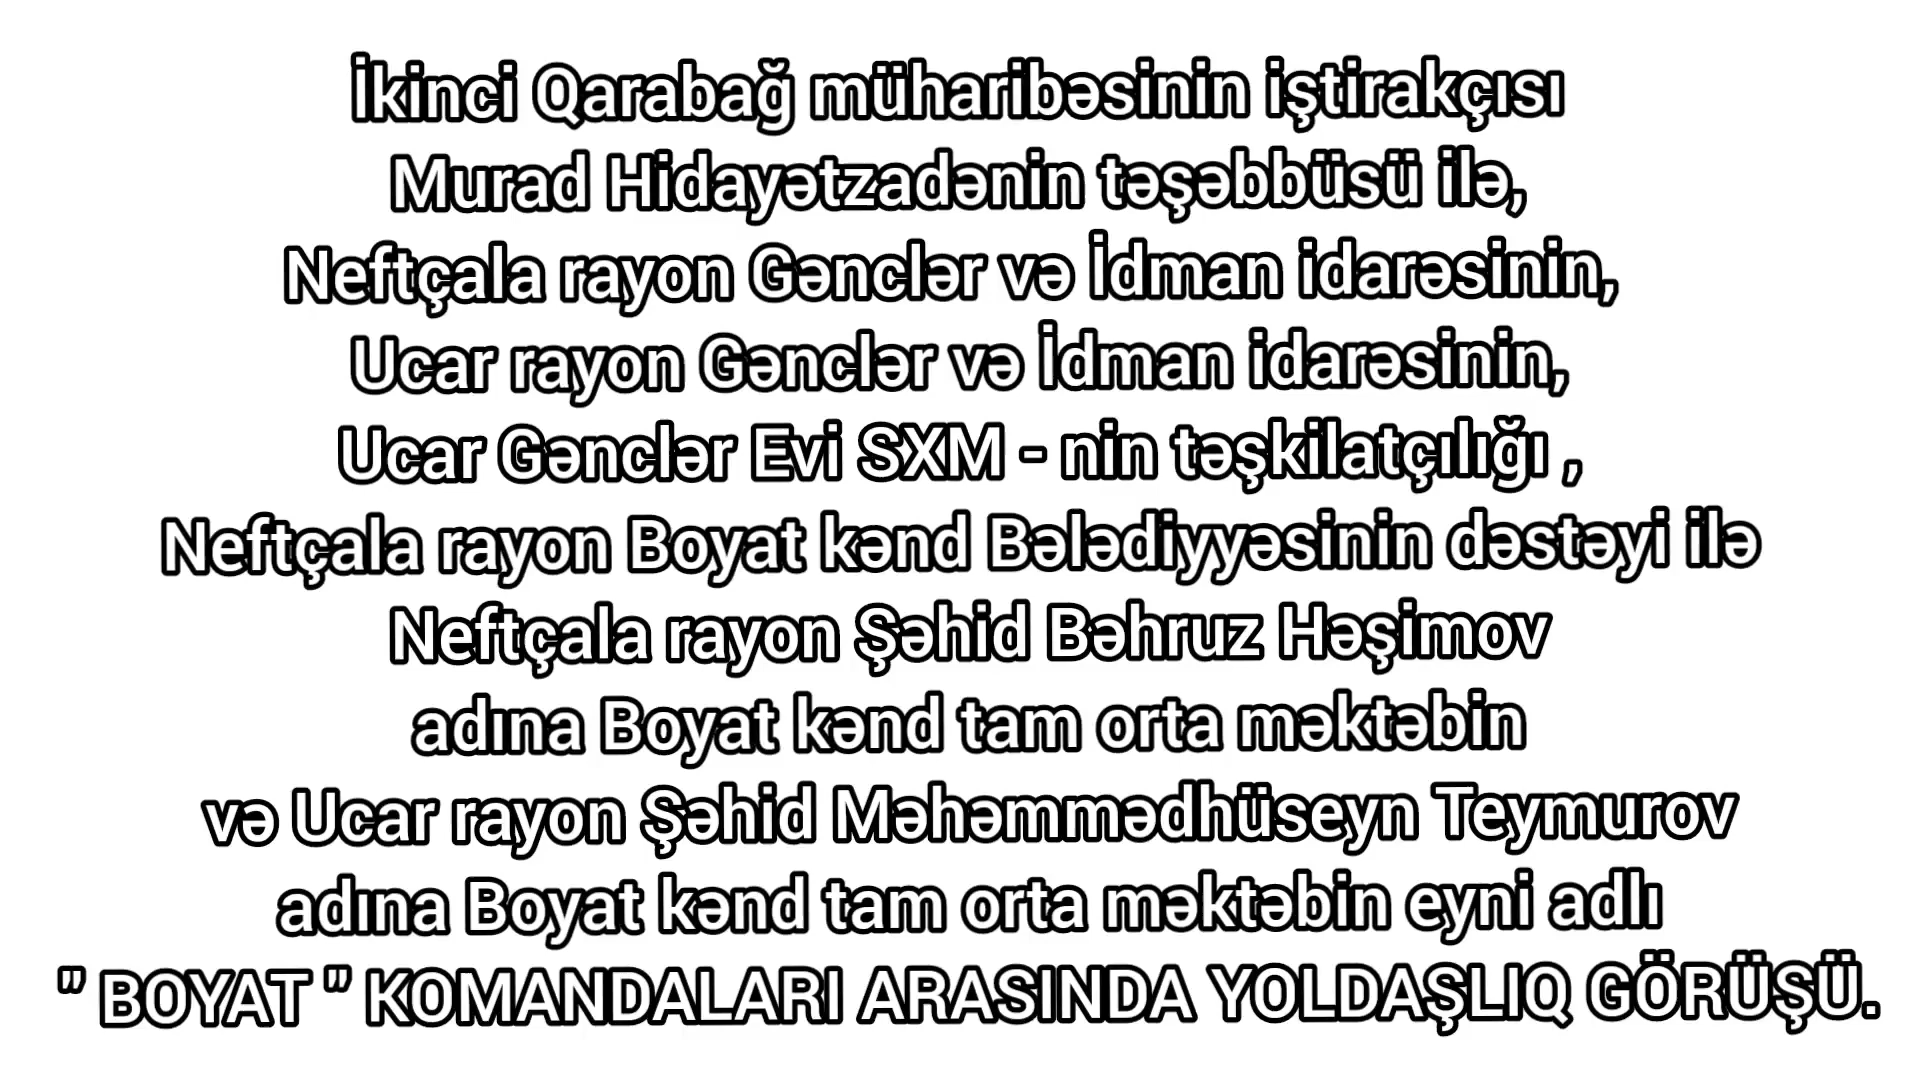 İkinci Qarabağ müharibəsinin iştirakçısı
Murad Hidayətzadənin təşəbbüsü ilə,
Neftçala rayon Gənclər və İdman idarəsinin,
Ucar rayon Gənclər və İdman idarəsinin,
Ucar Gənclər Evi SXM - nin təşkilatçılığı ,
Neftçala rayon Boyat kənd Bələdiyyəsinin dəstəyi ilə
Neftçala rayon Şəhid Bəhruz Həşimov
adına Boyat kənd tam orta məktəbin
və Ucar rayon Şəhid Məhəmmədhüseyn Teymurov
adına Boyat kənd tam orta məktəbin eyni adlı
" BOYAT " KOMANDALARI ARASINDA YOLDAŞLIQ GÖRÜŞÜ.